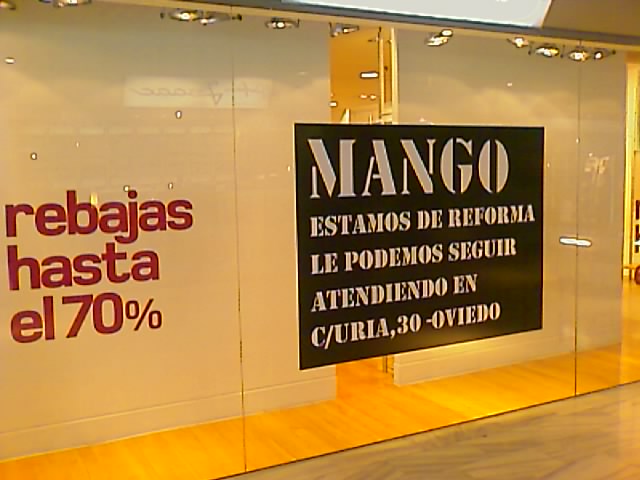 rebajas
hasta
el 70%
MANGO
ESTAMOS DE REFORMA
LE PODEMOS SEGUIR
ATENDIENDO EN
C/URIA,30 -OVIEDO